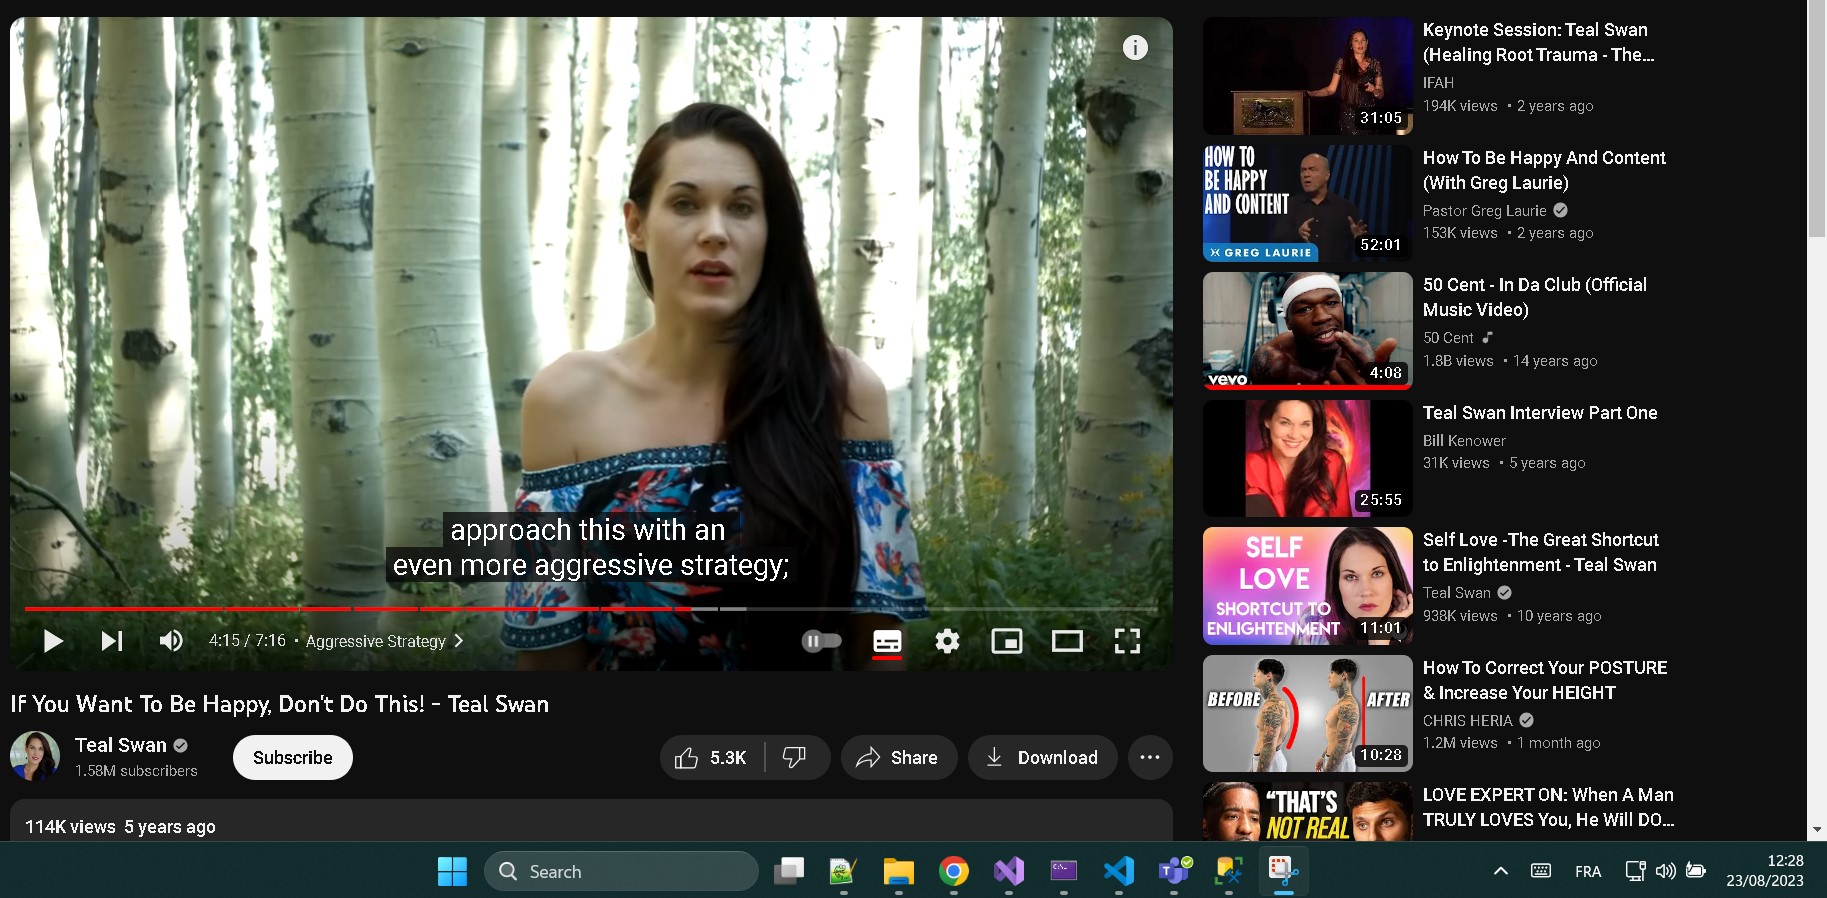 approach this with an
even more aggressive strategy;
4:15 / 7:16 • Aggressive Strategy
If You Want To Be Happy, Don't Do This! - Teal Swan
Teal Swan
1.58M subscribers
Subscribe
5.3K
Share
Download
114K views 5 years ago
31:05
Keynote Session: Teal Swan
(Healing Root Trauma - The...
IFAH
194K views • 2 years ago
HOW TO
BE HAPPY
AND CONTENT
GREG LAURIE
52:01
How To Be Happy And Content
(With Greg Laurie)
Pastor Greg Laurie
153K views • 2 years ago
vevo
4:08
50 Cent - In Da Club (Official
Music Video)
50 Cent
1.8B views • 14 years ago
25:55
Teal Swan Interview Part One
Bill Kenower
31K views • 5 years ago
SELF
LOVE
SHORTCUT TO
ENLIGHTENMENT
11:01
Self Love -The Great Shortcut
to Enlightenment - Teal Swan
Teal Swan
938K views • 10 years ago
BEFORE
AFTER
10:28
How To Correct Your POSTURE
& Increase Your HEIGHT
CHRIS HERIA
1.2M views • 1 month ago
"THAT'S
NOT REAL
LOVE EXPERT ON: When A Man
TRULY LOVES You, He Will DO...
Search
FRA
12:28
23/08/2023